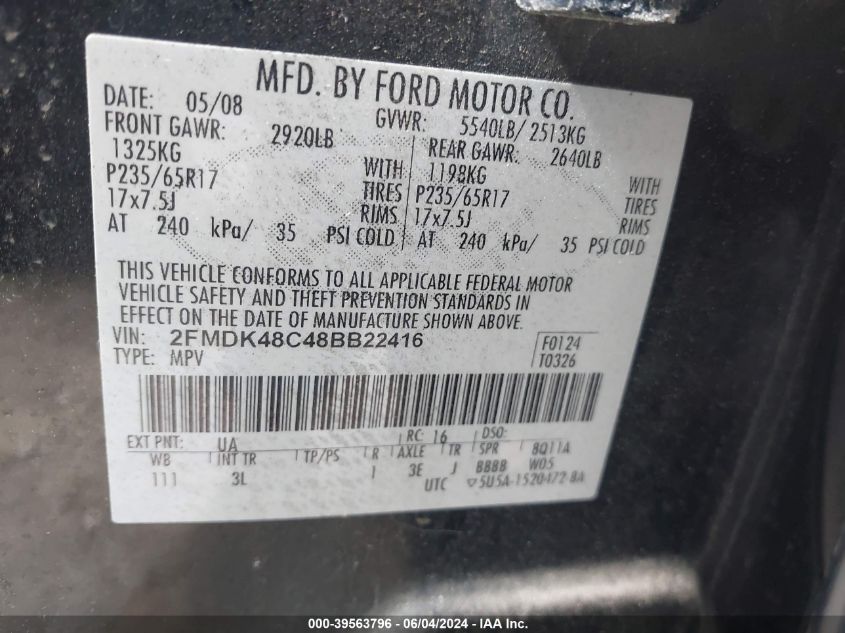 MFD. BY FORD MOTOR CO.
DATE: 05/08 GVWR: 5540LB/ 2513KG
FRONT GAWR: 2920LB REAR GAWR: 2640LB
1325KG WITH 1198KG WITH
P235/65R17 TIRES P235/65R17 TIRES
17x7.5J RIMS 17x7.5J RIMS
AT 240 kPa/ 35 PSI COLD AT 240 kPa/ 35 PSI COLD
THIS VEHICLE CONFORMS TO ALL APPLICABLE FEDERAL MOTOR
VEHICLE SAFETY AND THEFT PREVENTION STANDARDS IN
EFFECT ON THE DATE OF MANUFACTURE SHOWN ABOVE.
VIN: 2FMDK48C48BB22416 F0124
TYPE: MPV T0326
EXT PNT: UA RC: 16 DSO:
WB INT TR TP/PS R AXLE TR SPR 8Q11A
111 3L I 3E J BBBB W05
UTC ▽5U5A-1520472-BA
000-39563796 - 06/04/2024 - IAA Inc.